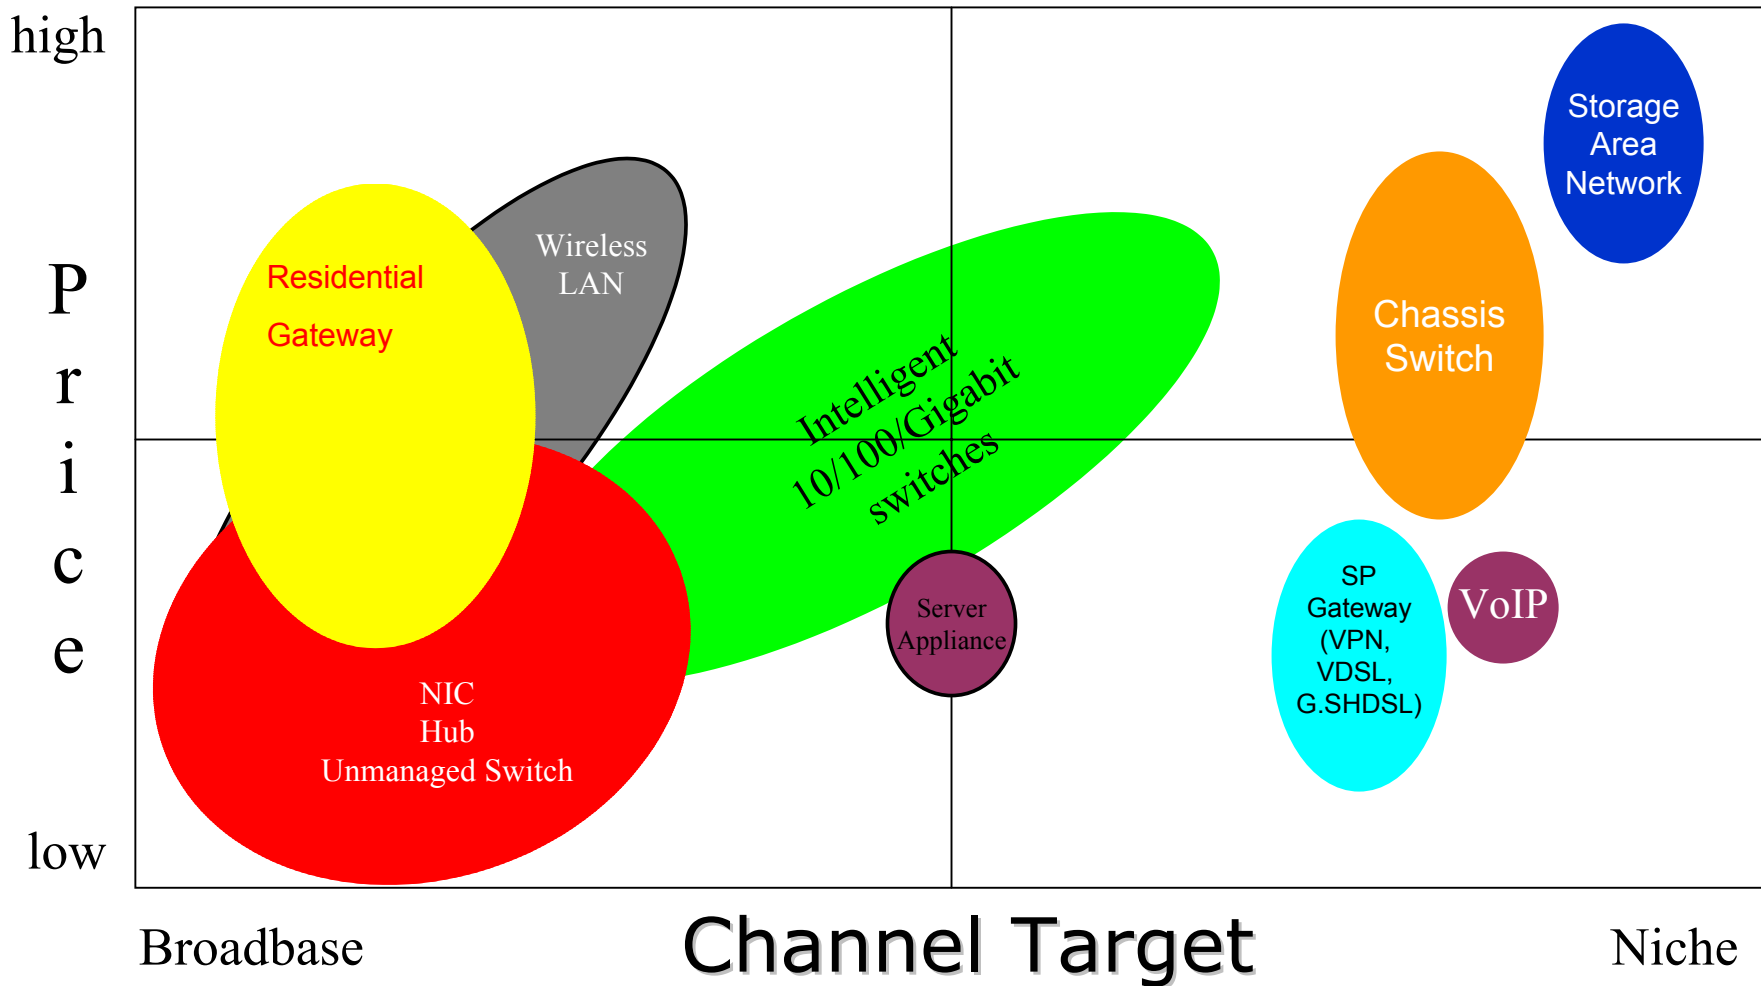 high
Storage
Area
Network
Wireless
LAN
Residential
Gateway
Chassis
Switch
Intelligent
10/100/Gigabit
switches
P
r
i
c
e
SP
Gateway
(VPN,
VDSL,
G.SHDSL)
VoIP
Server
Appliance
NIC
Hub
Unmanaged Switch
low
Broadbase
Channel Target
Niche